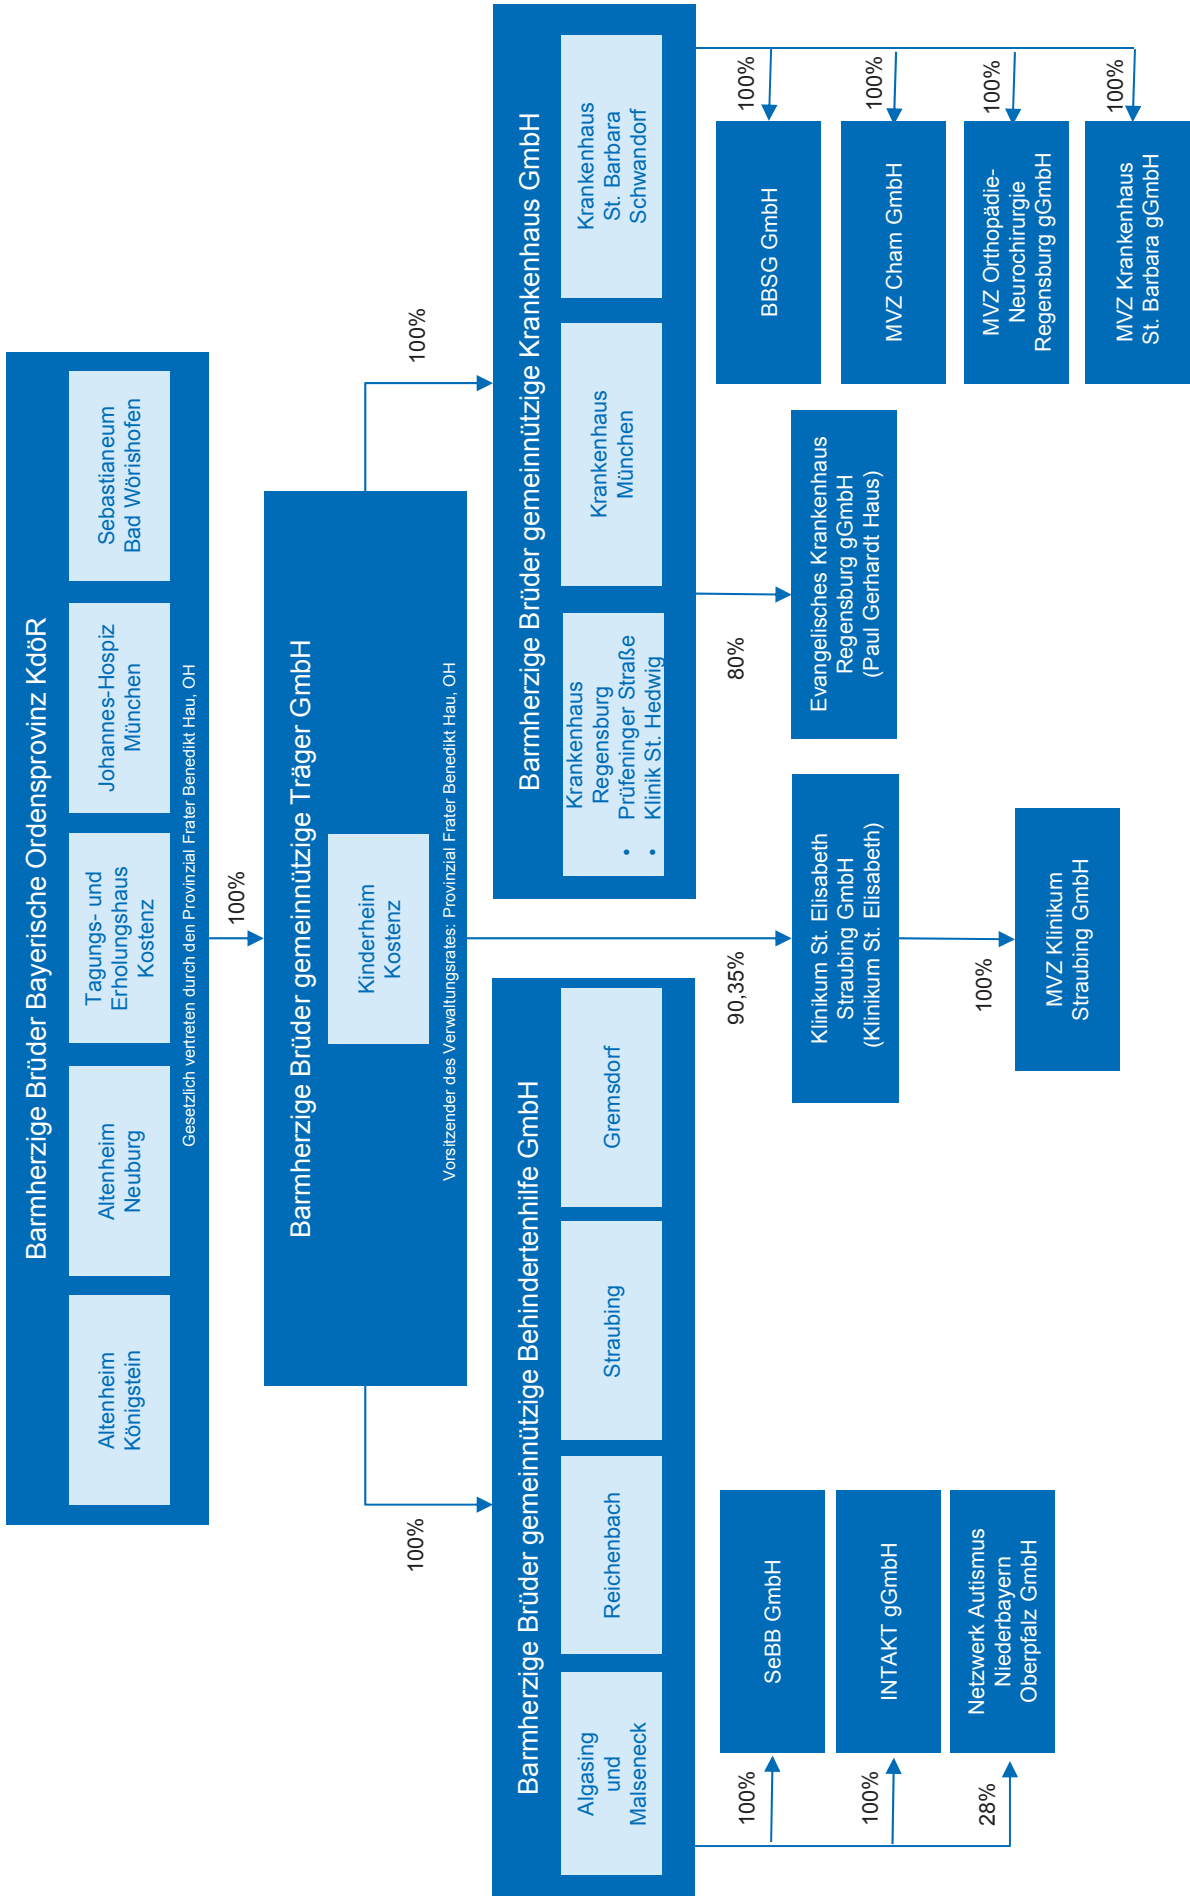 Barmherzige Brüder Bayerische Ordensprovinz KdöR
Altenheim
Königstein
Altenheim
Neuburg
Tagungs- und
Erholungshaus
Kostenz
Johannes-Hospiz
München
Sebastianeum
Bad Wörishofen
Gesetzlich vertreten durch den Provinzial Frater Benedikt Hau, OH
100%
Barmherzige Brüder gemeinnützige Träger GmbH
Kinderheim
Kostenz
Vorsitzender des Verwaltungsrates: Provinzial Frater Benedikt Hau, OH
100%
100%
Barmherzige Brüder gemeinnützige Behindertenhilfe GmbH
Algasing
und
Malseneck
Reichenbach
Straubing
Gremsdorf
Barmherzige Brüder gemeinnützige Krankenhaus GmbH
Krankenhaus
Regensburg
• Prüfeninger Straße
• Klinik St. Hedwig
Krankenhaus
München
Krankenhaus
St. Barbara
Schwandorf
100%
SeBB GmbH
100%
INTAKT gGmbH
28%
Netzwerk Autismus
Niederbayern
Oberpfalz GmbH
90,35%
Klinikum St. Elisabeth
Straubing GmbH
(Klinikum St. Elisabeth)
100%
MVZ Klinikum
Straubing GmbH
80%
Evangelisches Krankenhaus
Regensburg gGmbH
(Paul Gerhardt Haus)
100%
BBSG GmbH
100%
MVZ Cham GmbH
100%
MVZ Orthopädie-
Neurochirurgie
Regensburg gGmbH
100%
MVZ Krankenhaus
St. Barbara gGmbH